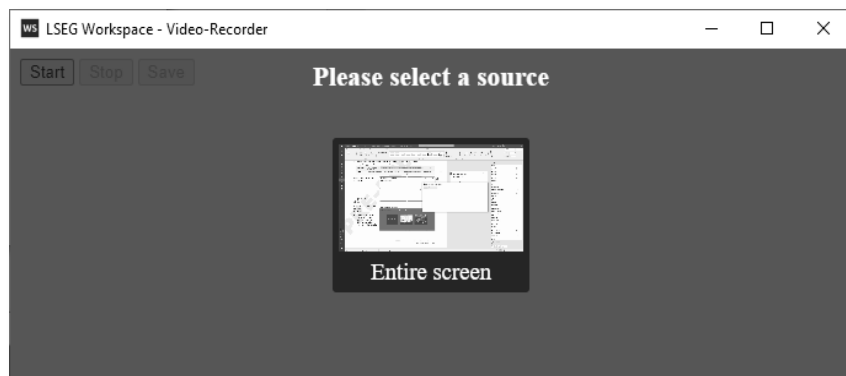 WS LSEG Workspace - Video-Recorder
Start Stop Save
Please select a source
Entire screen